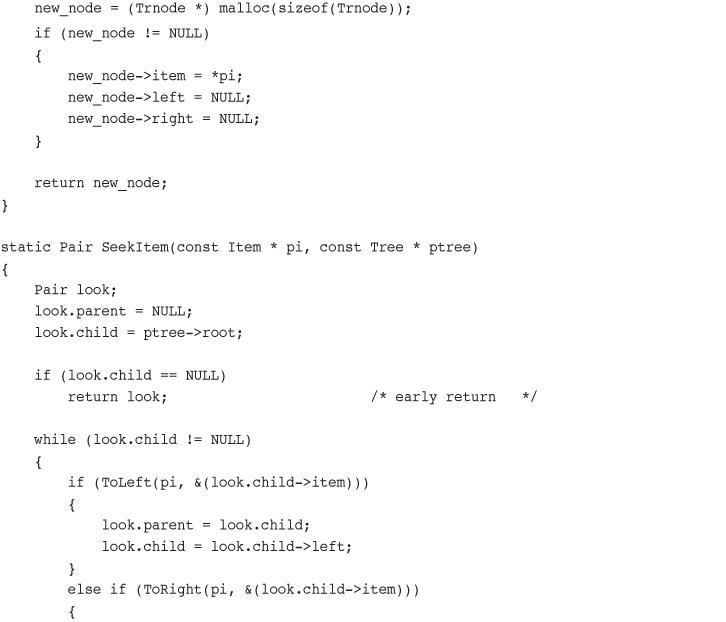 new_node = (Trnode *) malloc(sizeof(Trnode));
    if (new_node != NULL)
    {
        new_node->item = *pi;
        new_node->left = NULL;
        new_node->right = NULL;
    }

    return new_node;
}

static Pair SeekItem(const Item * pi, const Tree * ptree)
{
    Pair look;
    look.parent = NULL;
    look.child = ptree->root;

    if (look.child == NULL)
        return look;                        /* early return   */

    while (look.child != NULL)
    {
        if (ToLeft(pi, &(look.child->item)))
        {
            look.parent = look.child;
            look.child = look.child->left;
        }
        else if (ToRight(pi, &(look.child->item)))
        {